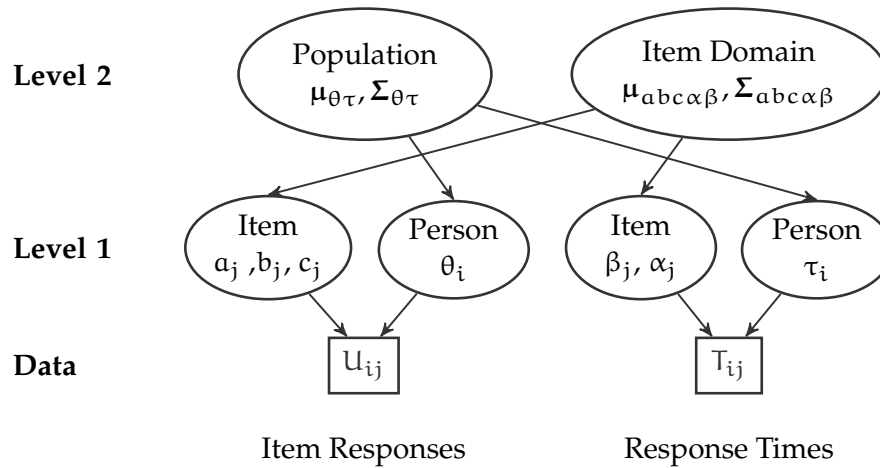 Level 2
Population
μθτ, Σθτ
Item Domain
μabcαβ, Σabcαβ
Level 1
Item
aj ,bj, cj
Person
θi
Item
βj, αj
Person
τi
Data
Uij
Tij
Item Responses
Response Times